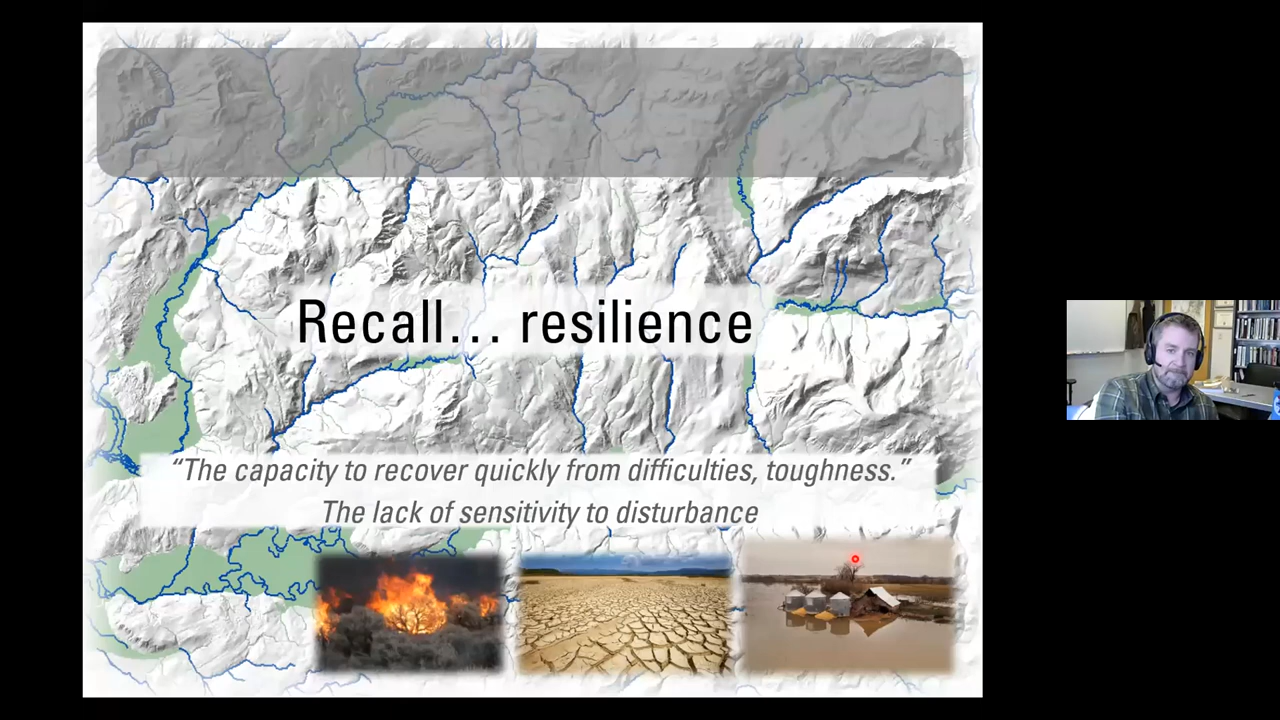 Recall... resilience
“The capacity to recover quickly from difficulties, toughness.”
The lack of sensitivity to disturbance